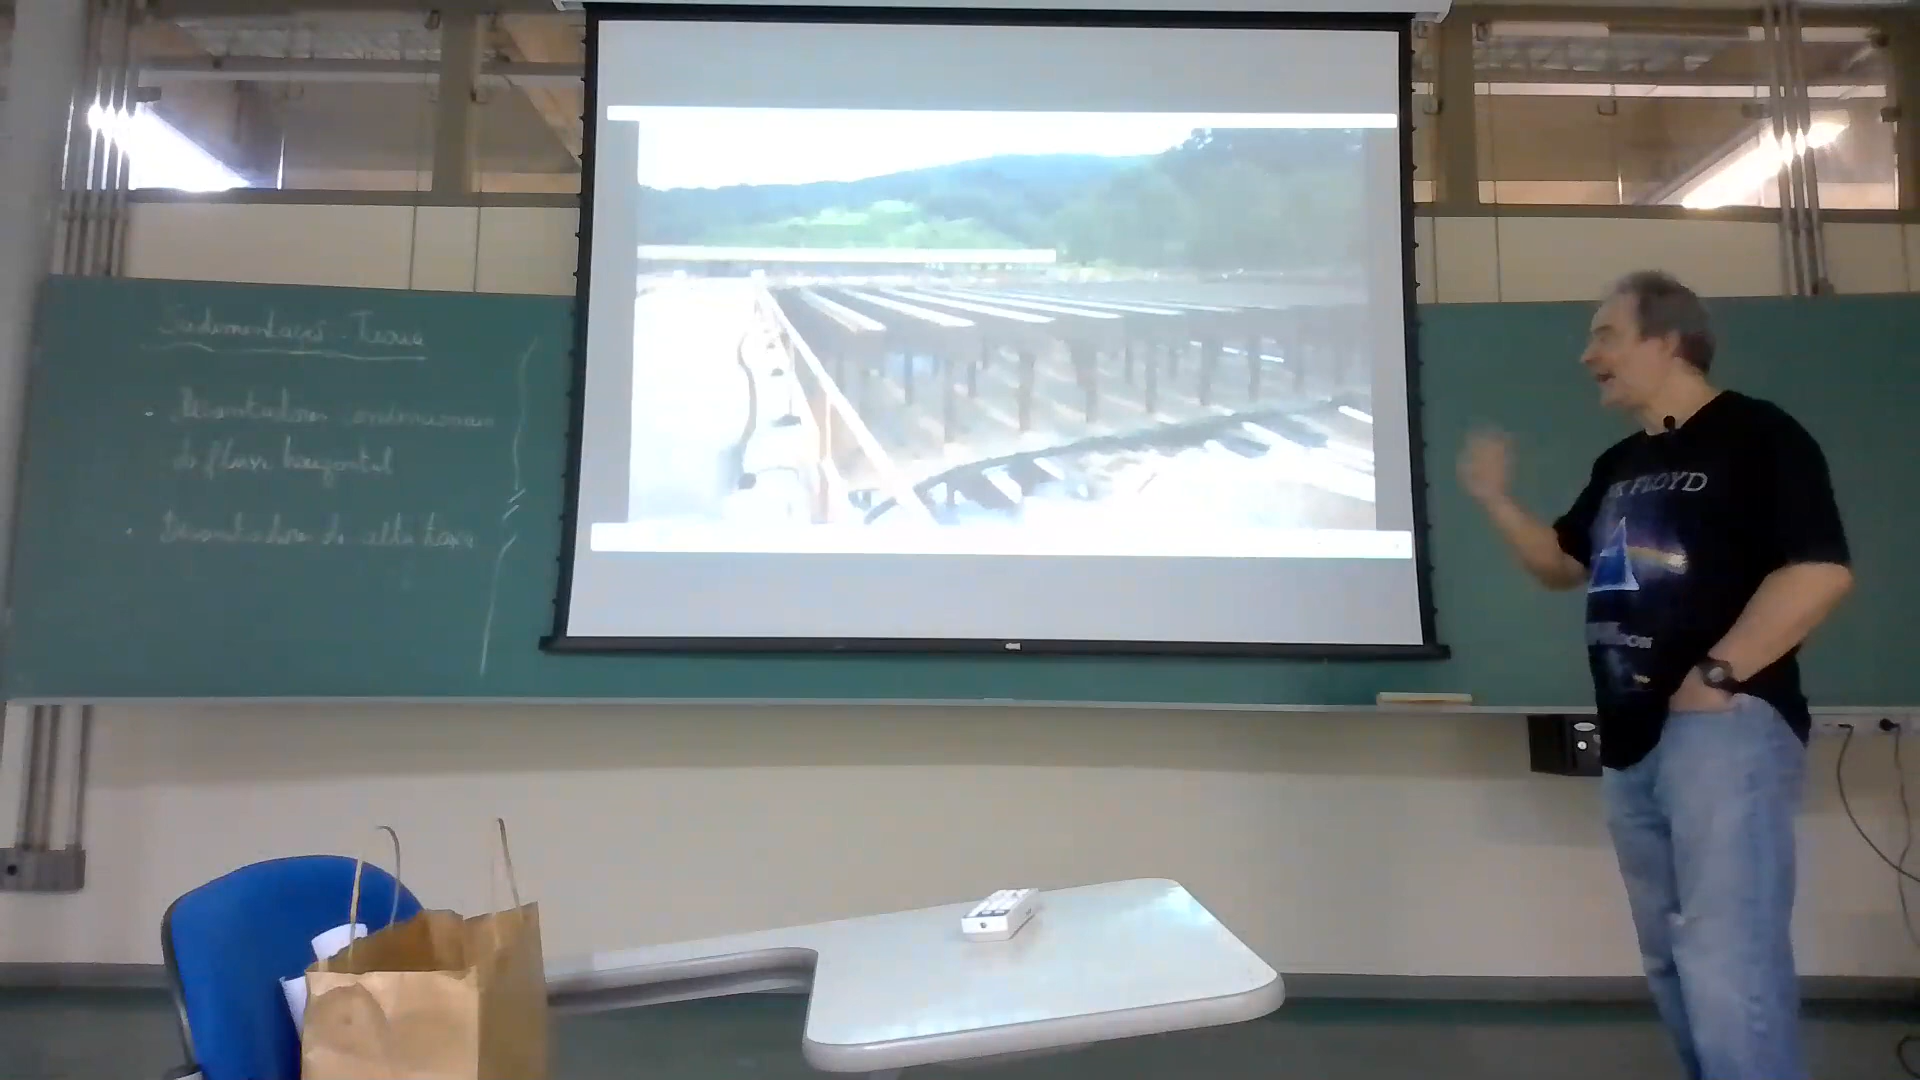 Sedimentação - Teoria
. Decantadores convencionais
de fluxo horizontal
. Decantadores de alta taxa
FLOYD